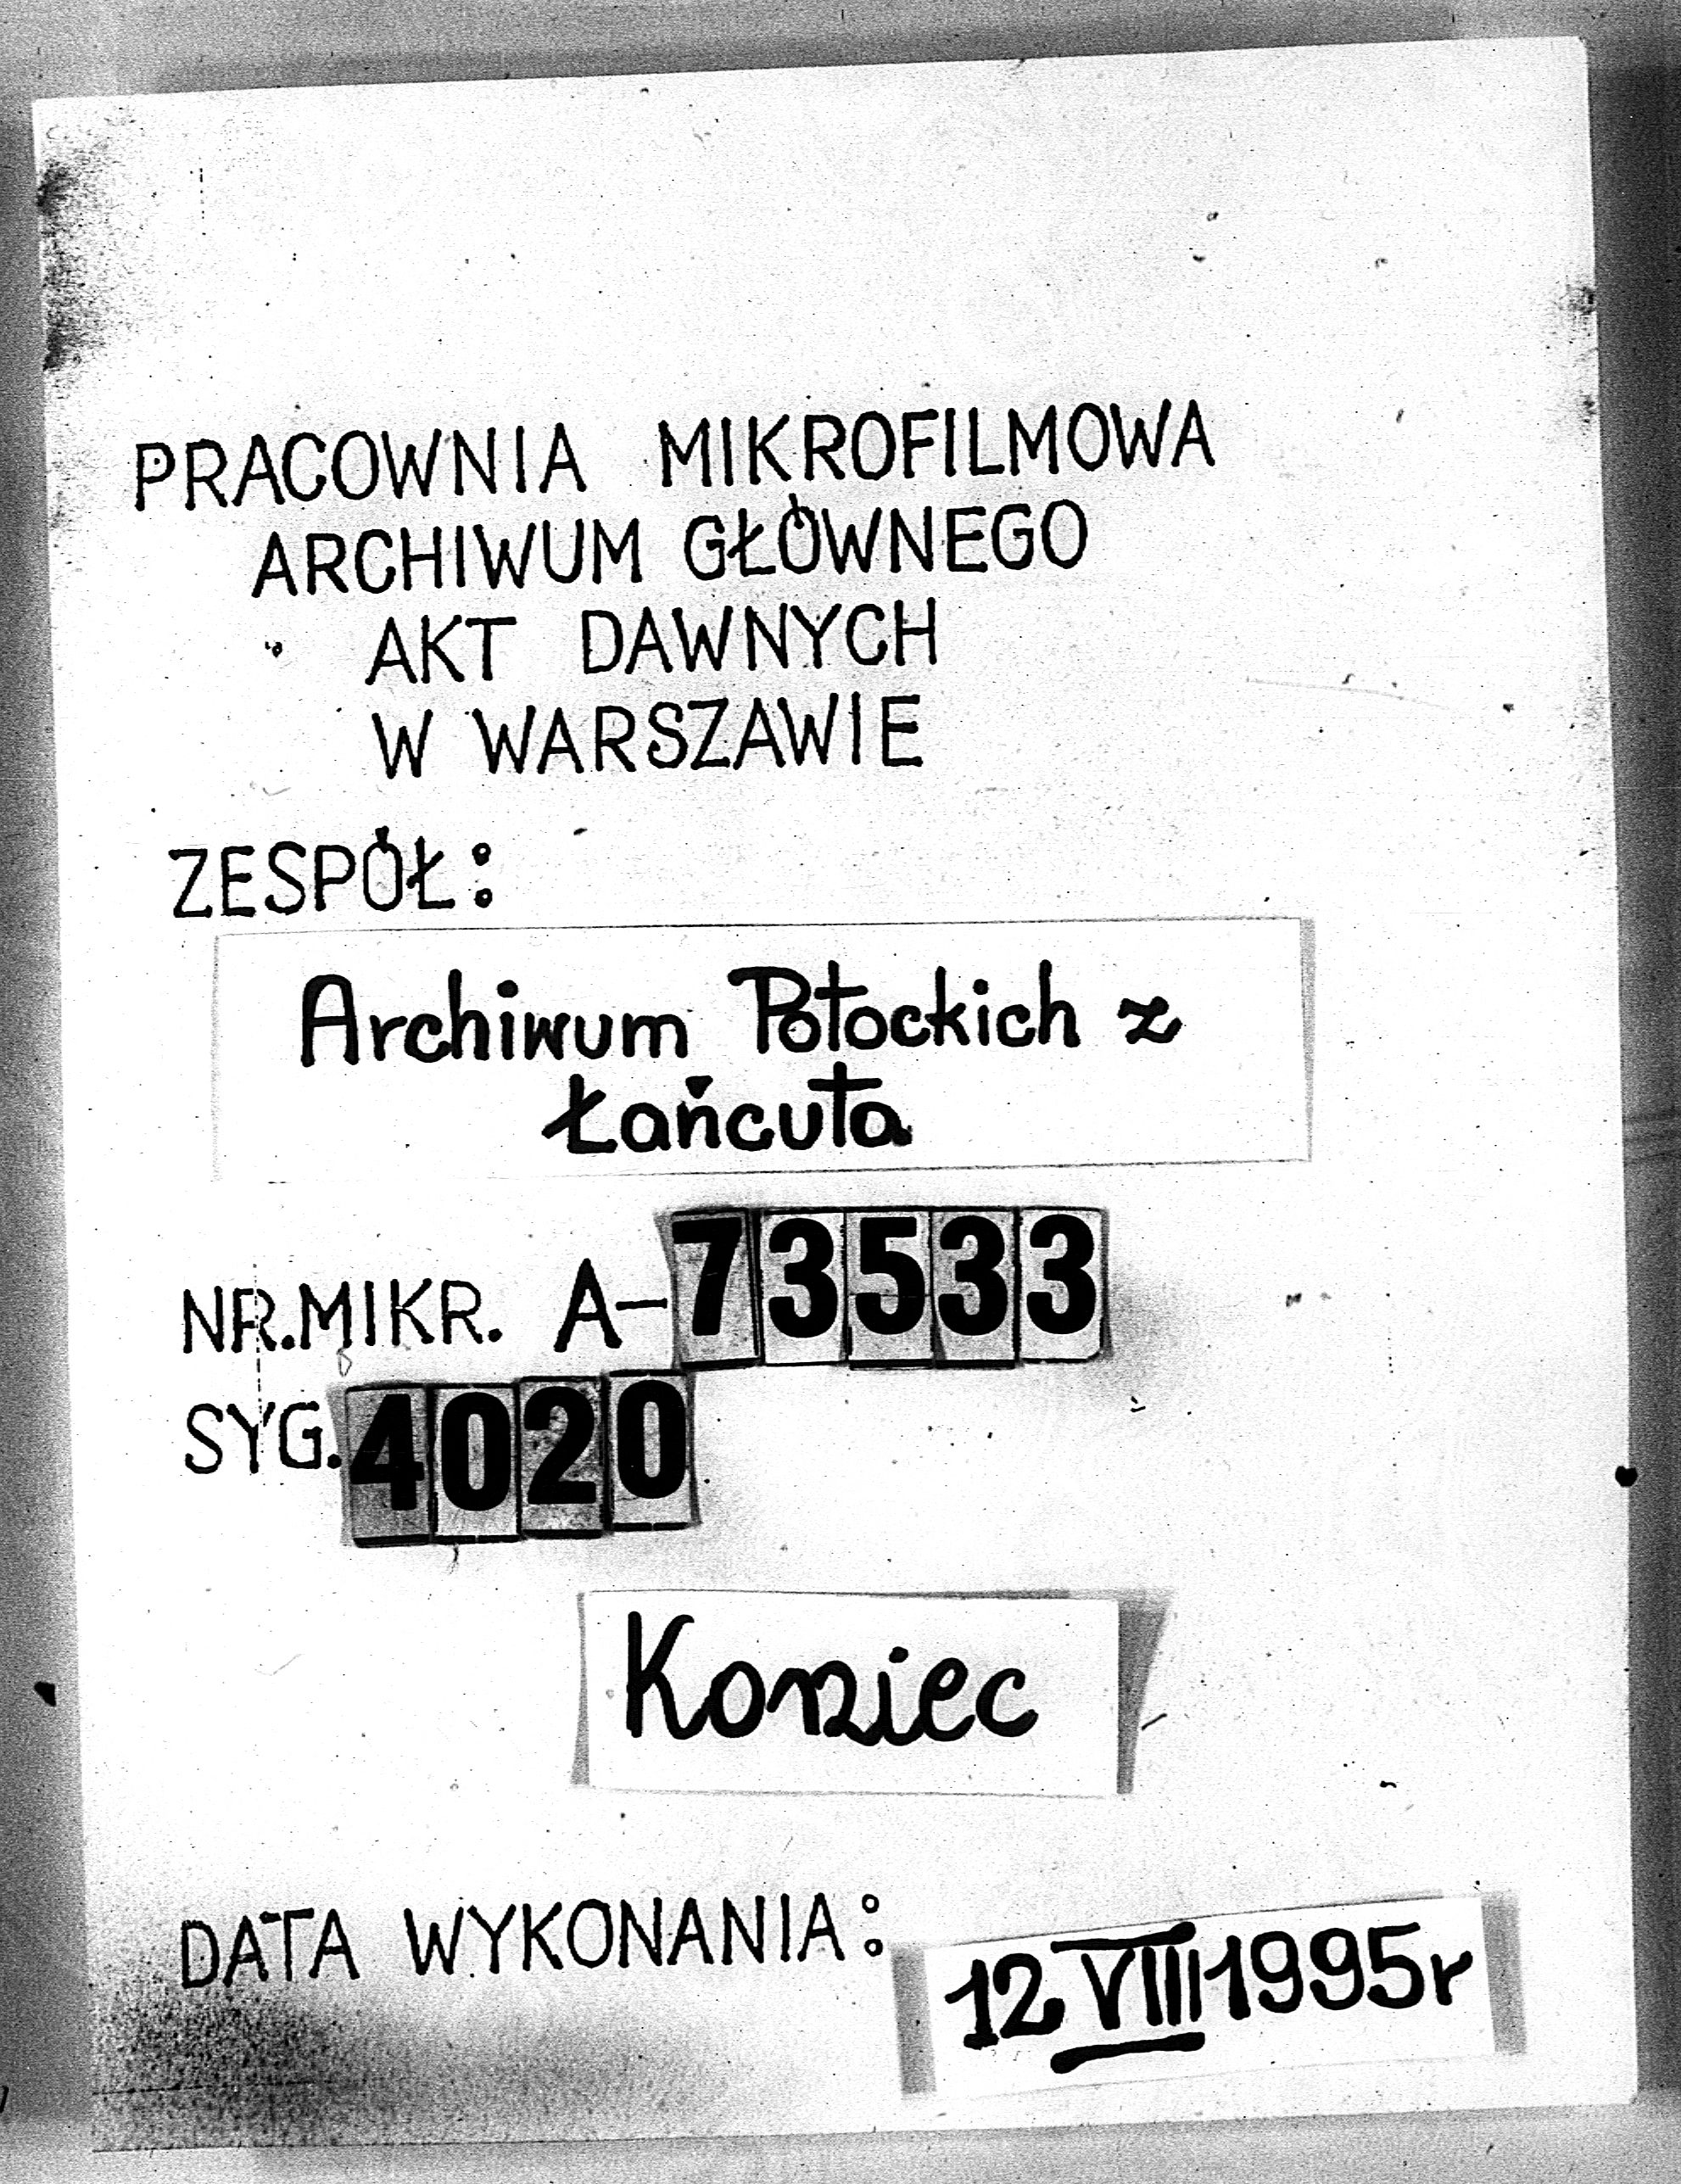 PRACOWNIA MIKROFILMOWA
ARCHIWUM GŁÓWNEGO
AKT DAWNYCH
W WARSZAWIE
ZESPÓŁ:
Archiwum Potockich z
Łańcuta
NR.MIKR. A-73533
SYG. 4020
Koniec
DATA WYKONANIA: 12 VIII 1995r